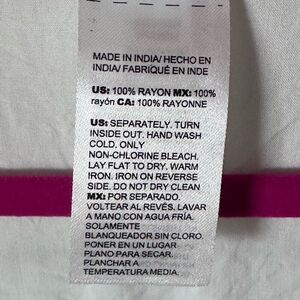 MADE IN INDIA/ HECHO EN
INDIA/ FABRIQUÉ EN INDE
US: 100% RAYON MX: 100%
rayón CA: 100% RAYONNE
US: SEPARATELY. TURN
INSIDE OUT. HAND WASH
COLD, ONLY
NON-CHLORINE BLEACH.
LAY FLAT TO DRY. WARM
IRON. IRON ON REVERSE
SIDE. DO NOT DRY CLEAN
MX: POR SEPARADO.
VOLTEAR AL REVÉS. LAVAR
A MANO CON AGUA FRÍA.
SOLAMENTE
BLANQUEADOR SIN CLORO.
PONER EN UN LUGAR
PLANO PARA SECAR.
PLANCHAR A
TEMPERATURA MEDIA.